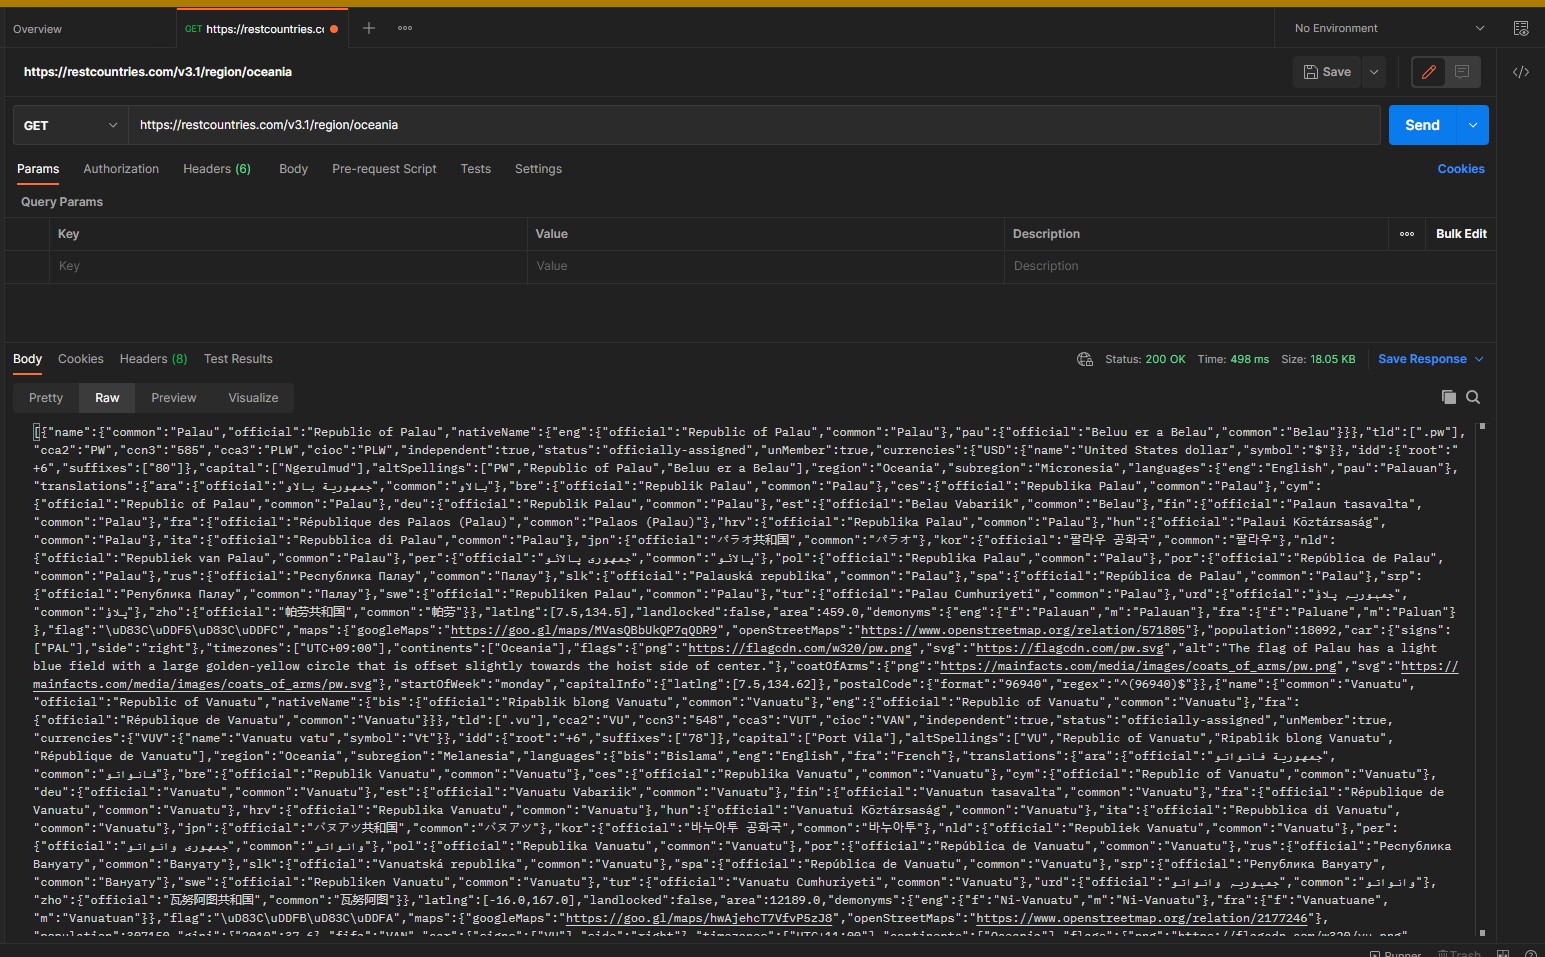 Overview
GET https://restcountries.co
No Environment
https://restcountries.com/v3.1/region/oceania
Save
GET
https://restcountries.com/v3.1/region/oceania
Send
Params Authorization Headers (6) Body Pre-request Script Tests Settings Cookies
Query Params
Key Value Description Bulk Edit
Key Value Description
Body Cookies Headers (8) Test Results Status: 200 OK Time: 498 ms Size: 18.05 KB Save Response
Pretty Raw Preview Visualize
[{"name":{"common":"Palau","official":"Republic of Palau","nativeName":{"eng":{"official":"Republic of Palau","common":"Palau"},"pau":{"official":"Beluu er a Belau","common":"Belau"}}},"tld":[".pw"],
"cca2":"PW","ccn3":"585","cca3":"PLW","cioc":"PLW","independent":true,"status":"officially-assigned","unMember":true,"currencies":{"USD":{"name":"United States dollar","symbol":"$"}},"idd":{"root":"
+6","suffixes":["80"]},"capital":["Ngerulmud"],"altSpellings":["PW","Republic of Palau","Beluu er a Belau"],"region":"Oceania","subregion":"Micronesia","languages":{"eng":"English","pau":"Palauan"},
"translations":{"ara":{"official":"جمهورية بالاو","common":"بالاو"},"bre":{"official":"Republik Palau","common":"Palau"},"ces":{"official":"Republika Palau","common":"Palau"},"cym":
{"official":"Republic of Palau","common":"Palau"},"deu":{"official":"Republik Palau","common":"Palau"},"est":{"official":"Belau Vabariik","common":"Belau"},"fin":{"official":"Palaun tasavalta",
"common":"Palau"},"fra":{"official":"République des Palaos (Palau)","common":"Palaos (Palau)"},"hrv":{"official":"Republika Palau","common":"Palau"},"hun":{"official":"Palaui Köztársaság",
"common":"Palau"},"ita":{"official":"Repubblica di Palau","common":"Palau"},"jpn":{"official":"パラオ共和国","common":"パラオ"},"kor":{"official":"팔라우 공화국","common":"팔라우"},"nld":
{"official":"Republiek van Palau","common":"Palau"},"per":{"official":"جمهوری پالائو","common":"پالائو"},"pol":{"official":"Republika Palau","common":"Palau"},"por":{"official":"República de Palau",
"common":"Palau"},"rus":{"official":"Республика Палау","common":"Палау"},"slk":{"official":"Palauská republika","common":"Palau"},"spa":{"official":"República de Palau","common":"Palau"},"srp":
{"official":"Република Палау","common":"Палау"},"swe":{"official":"Republiken Palau","common":"Palau"},"tur":{"official":"Palau Cumhuriyeti","common":"Palau"},"urd":{"official":"جمہوریہ پلاؤ",
"common":"پلاؤ"},"zho":{"official":"帕劳共和国","common":"帕劳"}},"latlng":[7.5,134.5],"landlocked":false,"area":459.0,"demonyms":{"eng":{"f":"Palauan","m":"Palauan"},"fra":{"f":"Paluane","m":"Paluan"}
},"flag":"\uD83C\uDDF5\uD83C\uDDFC","maps":{"googleMaps":"https://goo.gl/maps/MVasQBbUkQP7qQDR9","openStreetMaps":"https://www.openstreetmap.org/relation/571805"},"population":18092,"car":{"signs":
["PAL"],"side":"right"},"timezones":["UTC+09:00"],"continents":["Oceania"],"flags":{"png":"https://flagcdn.com/w320/pw.png","svg":"https://flagcdn.com/pw.svg","alt":"The flag of Palau has a light
blue field with a large golden-yellow circle that is offset slightly towards the hoist side of center."},"coatOfArms":{"png":"https://mainfacts.com/media/images/coats_of_arms/pw.png","svg":"https://
mainfacts.com/media/images/coats_of_arms/pw.svg"},"startOfWeek":"monday","capitalInfo":{"latlng":[7.5,134.62]},"postalCode":{"format":"96940","regex":"^(96940)$"}},{"name":{"common":"Vanuatu",
"official":"Republic of Vanuatu","nativeName":{"bis":{"official":"Ripablik blong Vanuatu","common":"Vanuatu"},"eng":{"official":"Republic of Vanuatu","common":"Vanuatu"},"fra":
{"official":"République de Vanuatu","common":"Vanuatu"}}},"tld":[".vu"],"cca2":"VU","ccn3":"548","cca3":"VUT","cioc":"VAN","independent":true,"status":"officially-assigned","unMember":true,
"currencies":{"VUV":{"name":"Vanuatu vatu","symbol":"Vt"}},"idd":{"root":"+6","suffixes":["78"]},"capital":["Port Vila"],"altSpellings":["VU","Republic of Vanuatu","Ripablik blong Vanuatu",
"République de Vanuatu"],"region":"Oceania","subregion":"Melanesia","languages":{"bis":"Bislama","eng":"English","fra":"French"},"translations":{"ara":{"official":"جمهورية فانواتو",
"common":"فانواتو"},"bre":{"official":"Republik Vanuatu","common":"Vanuatu"},"ces":{"official":"Republika Vanuatu","common":"Vanuatu"},"cym":{"official":"Republic of Vanuatu","common":"Vanuatu"},
"deu":{"official":"Vanuatu","common":"Vanuatu"},"est":{"official":"Vanuatu Vabariik","common":"Vanuatu"},"fin":{"official":"Vanuatun tasavalta","common":"Vanuatu"},"fra":{"official":"République de
Vanuatu","common":"Vanuatu"},"hrv":{"official":"Republika Vanuatu","common":"Vanuatu"},"hun":{"official":"Vanuatui Köztársaság","common":"Vanuatu"},"ita":{"official":"Repubblica di Vanuatu",
"common":"Vanuatu"},"jpn":{"official":"バヌアツ共和国","common":"バヌアツ"},"kor":{"official":"바누아투 공화국","common":"바누아투"},"nld":{"official":"Republiek Vanuatu","common":"Vanuatu"},"per":
{"official":"جمهوری وانواتو","common":"وانواتو"},"pol":{"official":"Republika Vanuatu","common":"Vanuatu"},"por":{"official":"República de Vanuatu","common":"Vanuatu"},"rus":{"official":"Республика
Вануату","common":"Вануату"},"slk":{"official":"Vanuatská republika","common":"Vanuatu"},"spa":{"official":"República de Vanuatu","common":"Vanuatu"},"srp":{"official":"Република Вануату",
"common":"Вануату"},"swe":{"official":"Republiken Vanuatu","common":"Vanuatu"},"tur":{"official":"Vanuatu Cumhuriyeti","common":"Vanuatu"},"urd":{"official":"جمہوریہ وانواتو","common":"وانواتو"},
"zho":{"official":"瓦努阿图共和国","common":"瓦努阿图"}},"latlng":[-16.0,167.0],"landlocked":false,"area":12189.0,"demonyms":{"eng":{"f":"Ni-Vanuatu","m":"Ni-Vanuatu"},"fra":{"f":"Vanuatuane",
"m":"Vanuatuan"}},"flag":"\uD83C\uDDFB\uD83C\uDDFA","maps":{"googleMaps":"https://goo.gl/maps/hwAjehcT7VfvP5zJ8","openStreetMaps":"https://www.openstreetmap.org/relation/2177246"},
"population":307150,"gini":{"2010":37.6},"fifa":"VAN","car":{"signs":["VU"],"side":"right"},"timezones":["UTC+11:00"],"continents":["Oceania"],"flags":{"png":"https://flagcdn.com/w320/vu.png"
Runner Trash